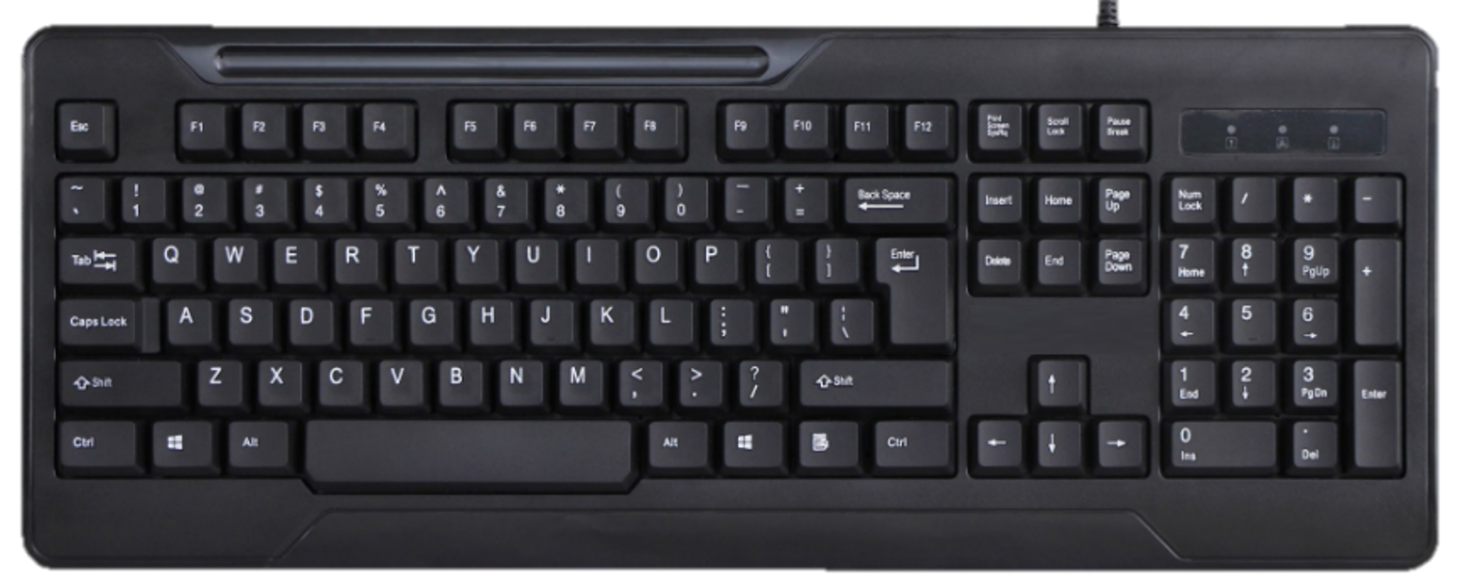 Esc F1 F2 F3 F4 F5 F6 F7 F8 F9 F10 F11 F12 Print Screen SysRq Scroll Lock Pause Break
~ ` ! 1 @ 2 # 3 $ 4 % 5 ^ 6 & 7 * 8 ( 9 ) 0 — - + = Back Space Insert Home Page Up Num Lock / * -
Tab Q W E R T Y U I O P { [ } ] Enter Delete End Page Down 7 Home 8 ↑ 9 PgUp +
Caps Lock A S D F G H J K L : ; " ' ¦ \ 4 ← 5 6 →
Shift Z X C V B N M < , > . ? / Shift ↑ 1 End 2 ↓ 3 PgDn Enter
Ctrl Alt Alt Ctrl ← ↓ → 0 Ins . Del